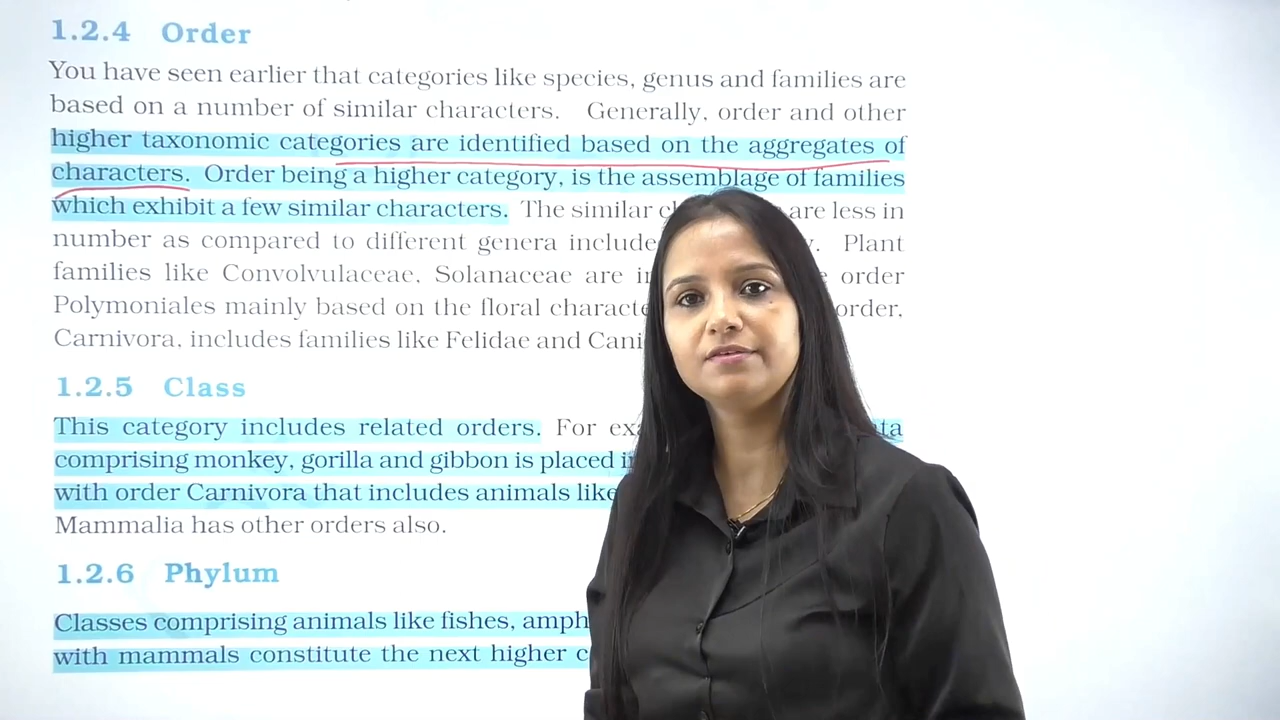 1.2.4 Order
You have seen earlier that categories like species, genus and families are
based on a number of similar characters. Generally, order and other
higher taxonomic categories are identified based on the aggregates of
characters. Order being a higher category, is the assemblage of families
which exhibit a few similar characters. The similar are less in
number as compared to different genera Plant
families like Convolvulaceae, Solanaceae are order
Polymoniales mainly based on the floral order,
Carnivora, includes families like Felidae and
1.2.5 Class
This category includes related orders. For
comprising monkey, gorilla and gibbon is placed
with order Carnivora that includes animals like
Mammalia has other orders also.
1.2.6 Phylum
Classes comprising animals like fishes,
with mammals constitute the next higher